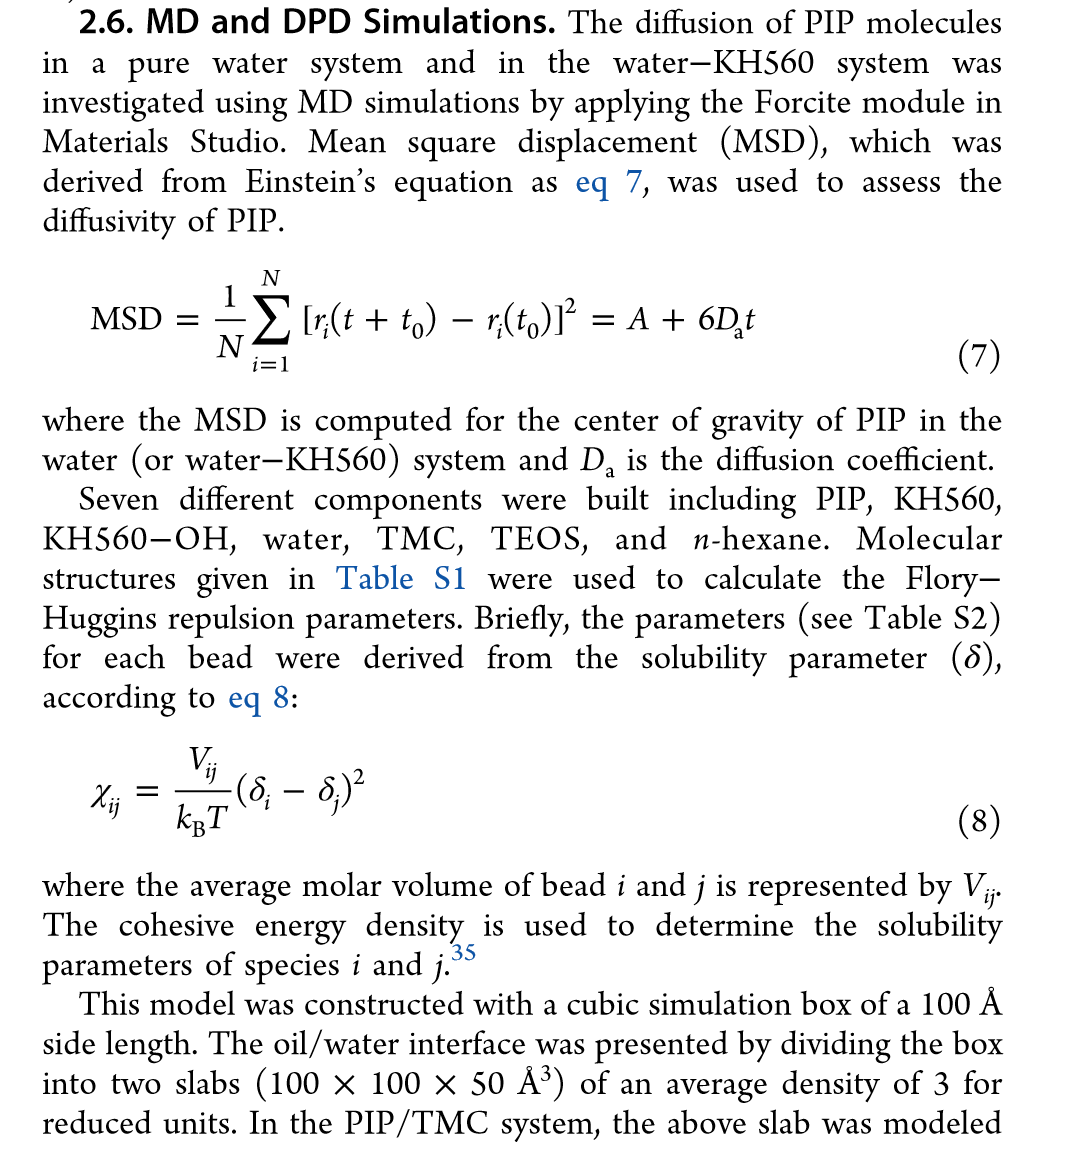 2.6. MD and DPD Simulations. The diffusion of PIP molecules
in a pure water system and in the water−KH560 system was
investigated using MD simulations by applying the Forcite module in
Materials Studio. Mean square displacement (MSD), which was
derived from Einstein's equation as eq 7, was used to assess the
diffusivity of PIP.
MSD = \frac{1}{N} \sum_{i=1}^{N} [r_i(t + t_0) − r_i(t_0)]^2 = A + 6D_a t
(7)
where the MSD is computed for the center of gravity of PIP in the
water (or water−KH560) system and D_a is the diffusion coefficient.
Seven different components were built including PIP, KH560,
KH560−OH, water, TMC, TEOS, and n-hexane. Molecular
structures given in Table S1 were used to calculate the Flory−
Huggins repulsion parameters. Briefly, the parameters (see Table S2)
for each bead were derived from the solubility parameter (δ),
according to eq 8:
χ_{ij} = \frac{V_{ij}}{k_B T} (δ_i − δ_j)^2
(8)
where the average molar volume of bead i and j is represented by V_{ij}.
The cohesive energy density is used to determine the solubility
parameters of species i and j.^{35}
This model was constructed with a cubic simulation box of a 100 Å
side length. The oil/water interface was presented by dividing the box
into two slabs (100 × 100 × 50 Å^3) of an average density of 3 for
reduced units. In the PIP/TMC system, the above slab was modeled